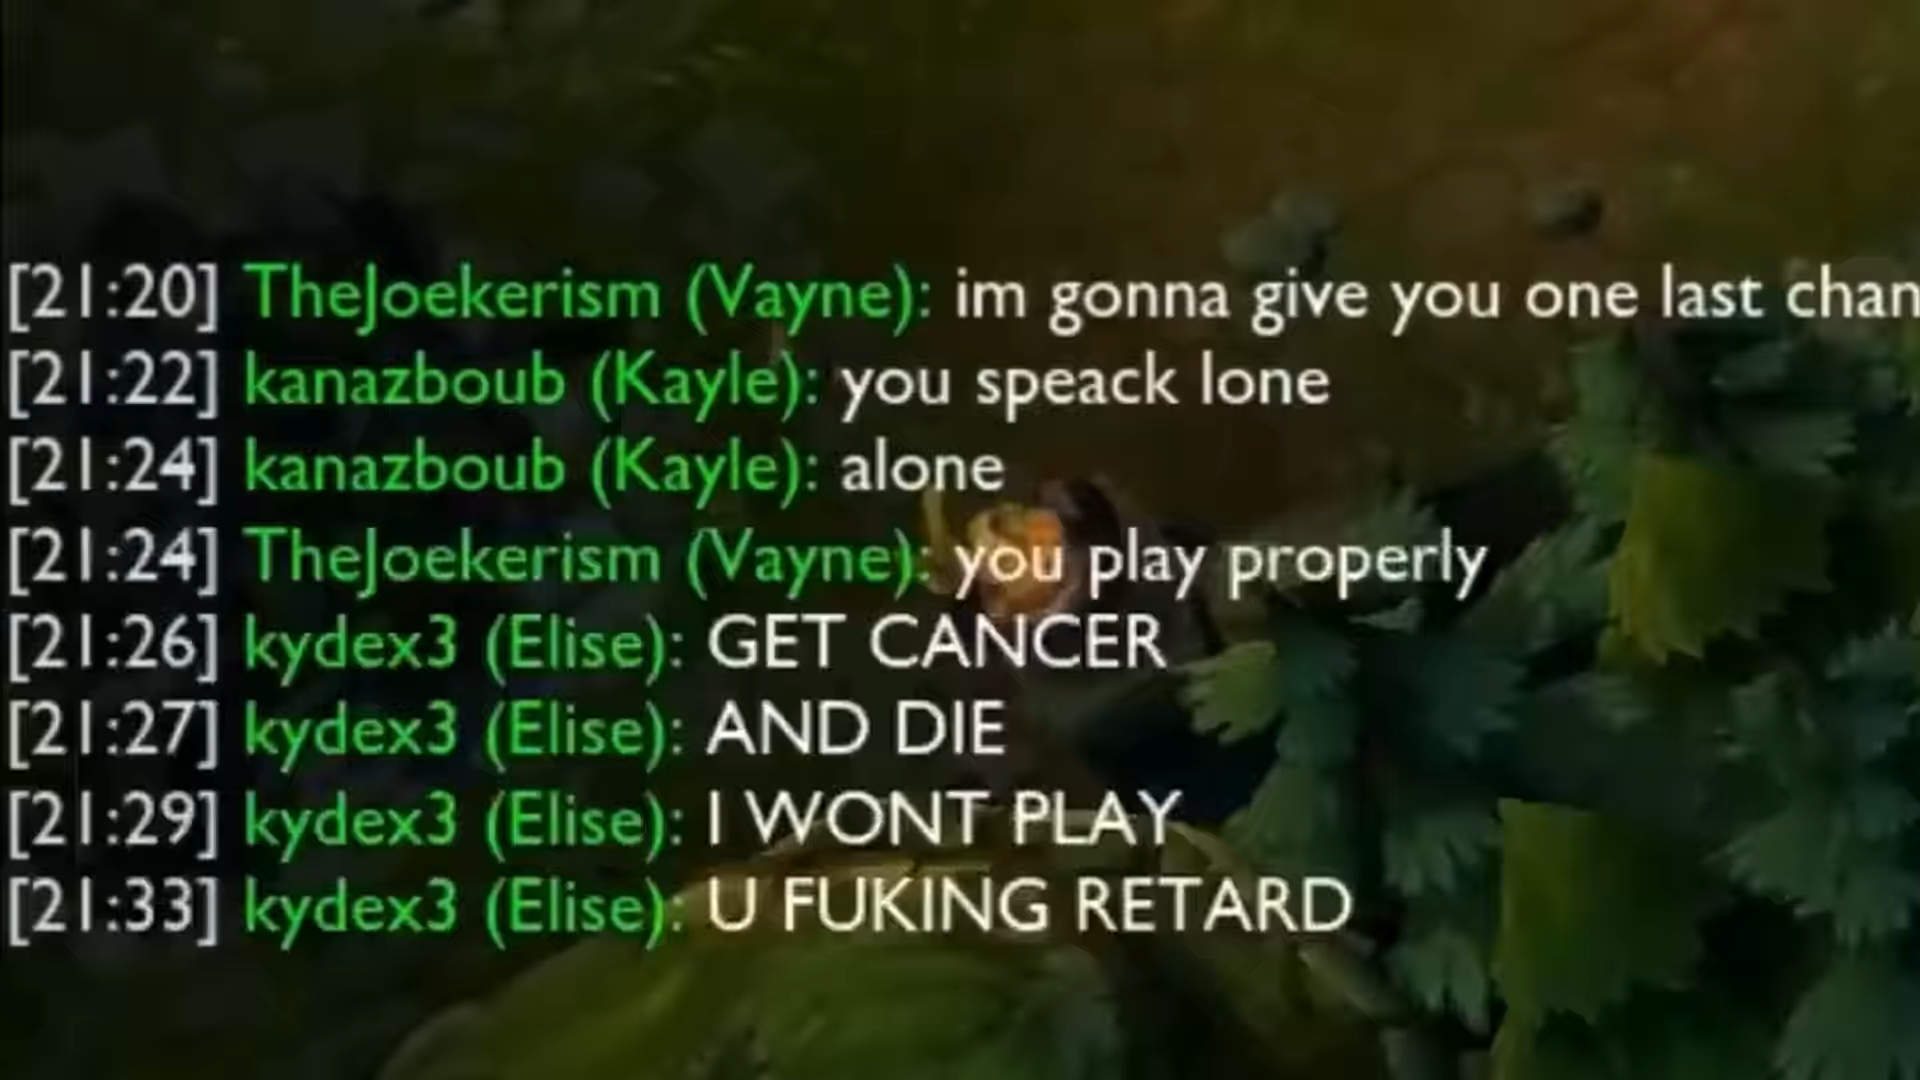 [21:20] TheJoekerism (Vayne): im gonna give you one last chan
[21:22] kanazboub (Kayle): you speack lone
[21:24] kanazboub (Kayle): alone
[21:24] TheJoekerism (Vayne): you play properly
[21:26] kydex3 (Elise): GET CANCER
[21:27] kydex3 (Elise): AND DIE
[21:29] kydex3 (Elise): I WONT PLAY
[21:33] kydex3 (Elise): U FUKING RETARD